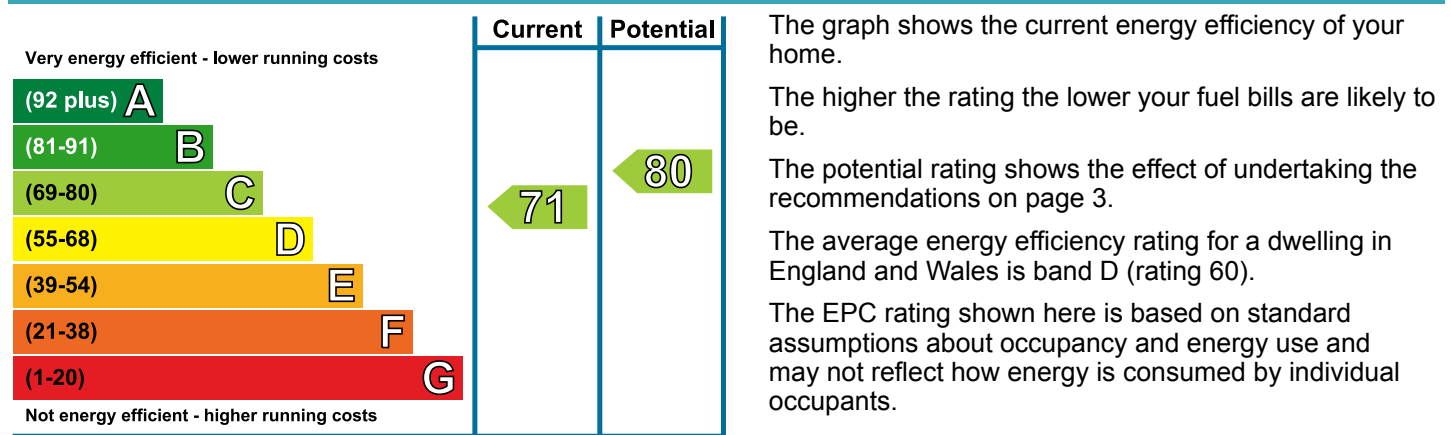 Current Potential
Very energy efficient - lower running costs
(92 plus) A
(81-91) B
(69-80) C
(55-68) D
(39-54) E
(21-38) F
(1-20) G
Not energy efficient - higher running costs
71
80
The graph shows the current energy efficiency of your
home.
The higher the rating the lower your fuel bills are likely to
be.
The potential rating shows the effect of undertaking the
recommendations on page 3.
The average energy efficiency rating for a dwelling in
England and Wales is band D (rating 60).
The EPC rating shown here is based on standard
assumptions about occupancy and energy use and
may not reflect how energy is consumed by individual
occupants.